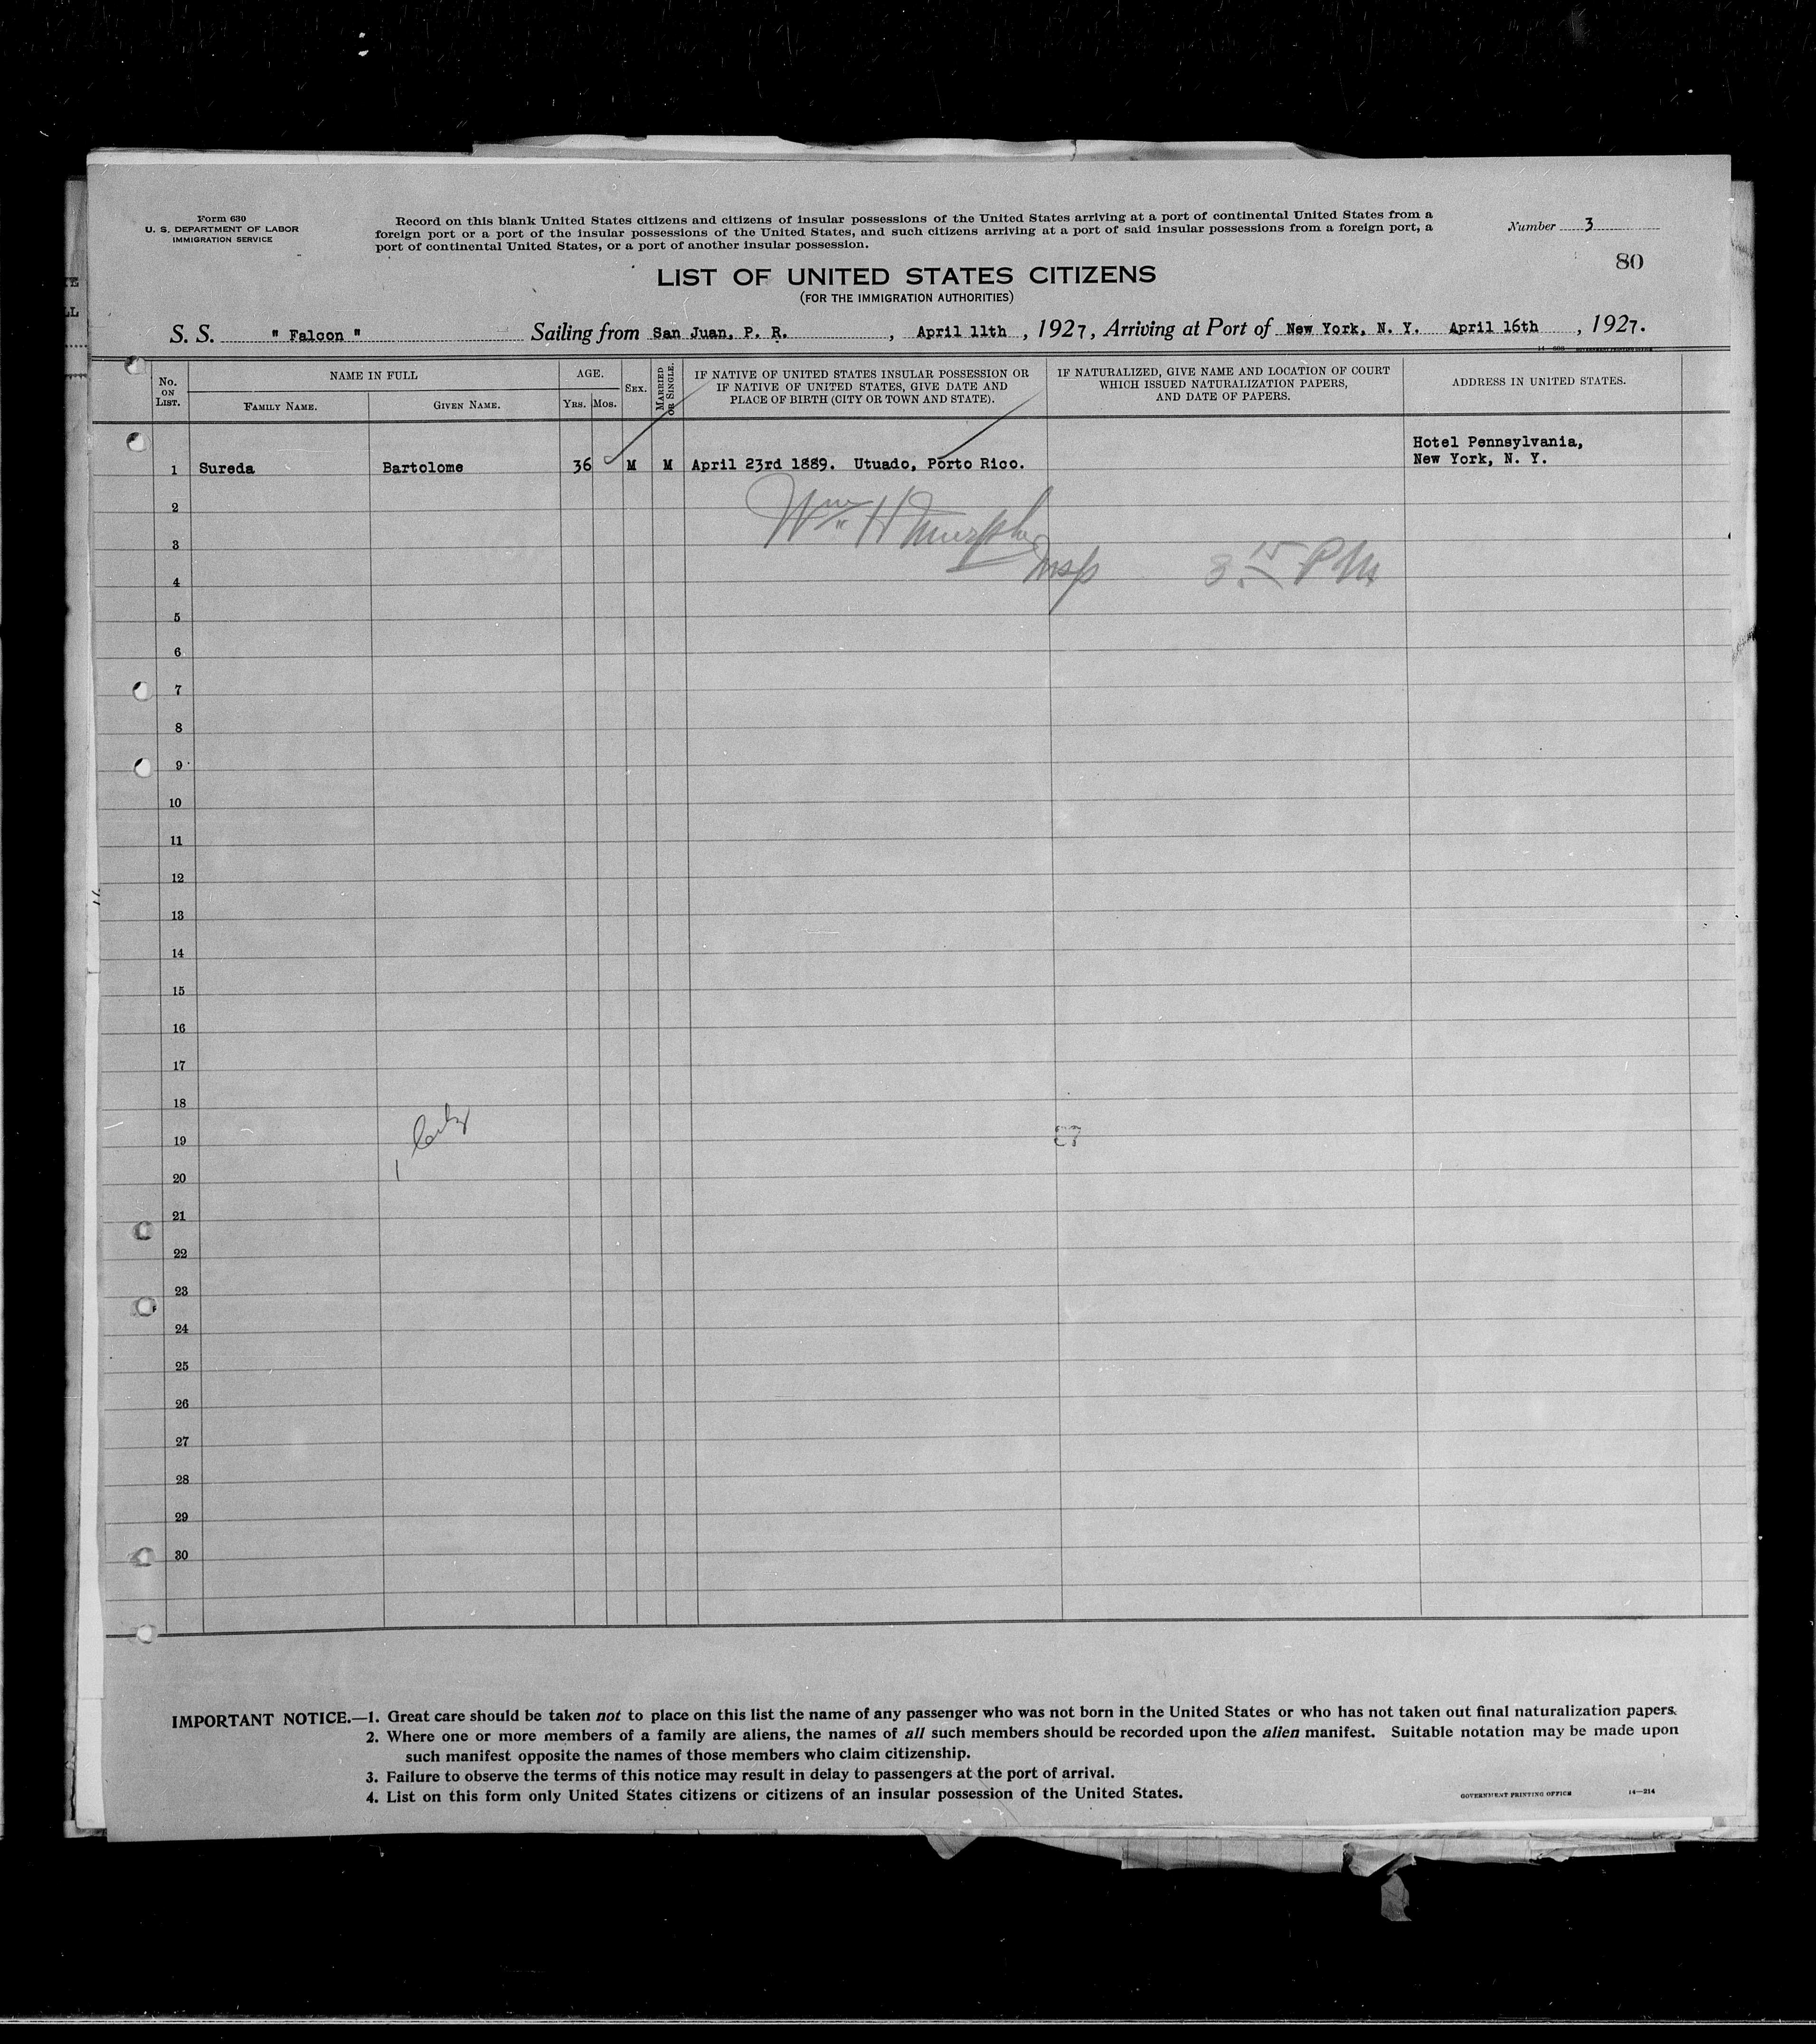 Form 630
U. S. DEPARTMENT OF LABOR
IMMIGRATION SERVICE
Record on this blank United States citizens and citizens of insular possessions of the United States arriving at a port of continental United States from a
foreign port or a port of the insular possessions of the United States, and such citizens arriving at a port of said insular possessions from a foreign port, a
port of continental United States, or a port of another insular possession.
Number 3
80
LIST OF UNITED STATES CITIZENS
(FOR THE IMMIGRATION AUTHORITIES)
S. S. " Falcon " Sailing from San Juan, P. R. , April 11th , 1927, Arriving at Port of New York, N. Y. April 16th , 1927.
No. ON LIST.
NAME IN FULL
FAMILY NAME.
GIVEN NAME.
AGE.
YRS. MOS.
SEX.
MARRIED OR SINGLE.
IF NATIVE OF UNITED STATES INSULAR POSSESSION OR
IF NATIVE OF UNITED STATES, GIVE DATE AND
PLACE OF BIRTH (CITY OR TOWN AND STATE).
IF NATURALIZED, GIVE NAME AND LOCATION OF COURT
WHICH ISSUED NATURALIZATION PAPERS,
AND DATE OF PAPERS.
ADDRESS IN UNITED STATES.
1 Sureda Bartolome 36 M M April 23rd 1889. Utuado, Porto Rico. Hotel Pennsylvania,
New York, N. Y.
2
Wm H Murphy
3
Insp 3.15 PM
4
5
6
7
8
9
10
11
12
13
14
15
16
17
18
19
20
21
22
23
24
25
26
27
28
29
30
IMPORTANT NOTICE.—1. Great care should be taken not to place on this list the name of any passenger who was not born in the United States or who has not taken out final naturalization papers.
2. Where one or more members of a family are aliens, the names of all such members should be recorded upon the alien manifest. Suitable notation may be made upon
such manifest opposite the names of those members who claim citizenship.
3. Failure to observe the terms of this notice may result in delay to passengers at the port of arrival.
4. List on this form only United States citizens or citizens of an insular possession of the United States.
GOVERNMENT PRINTING OFFICE 14—214